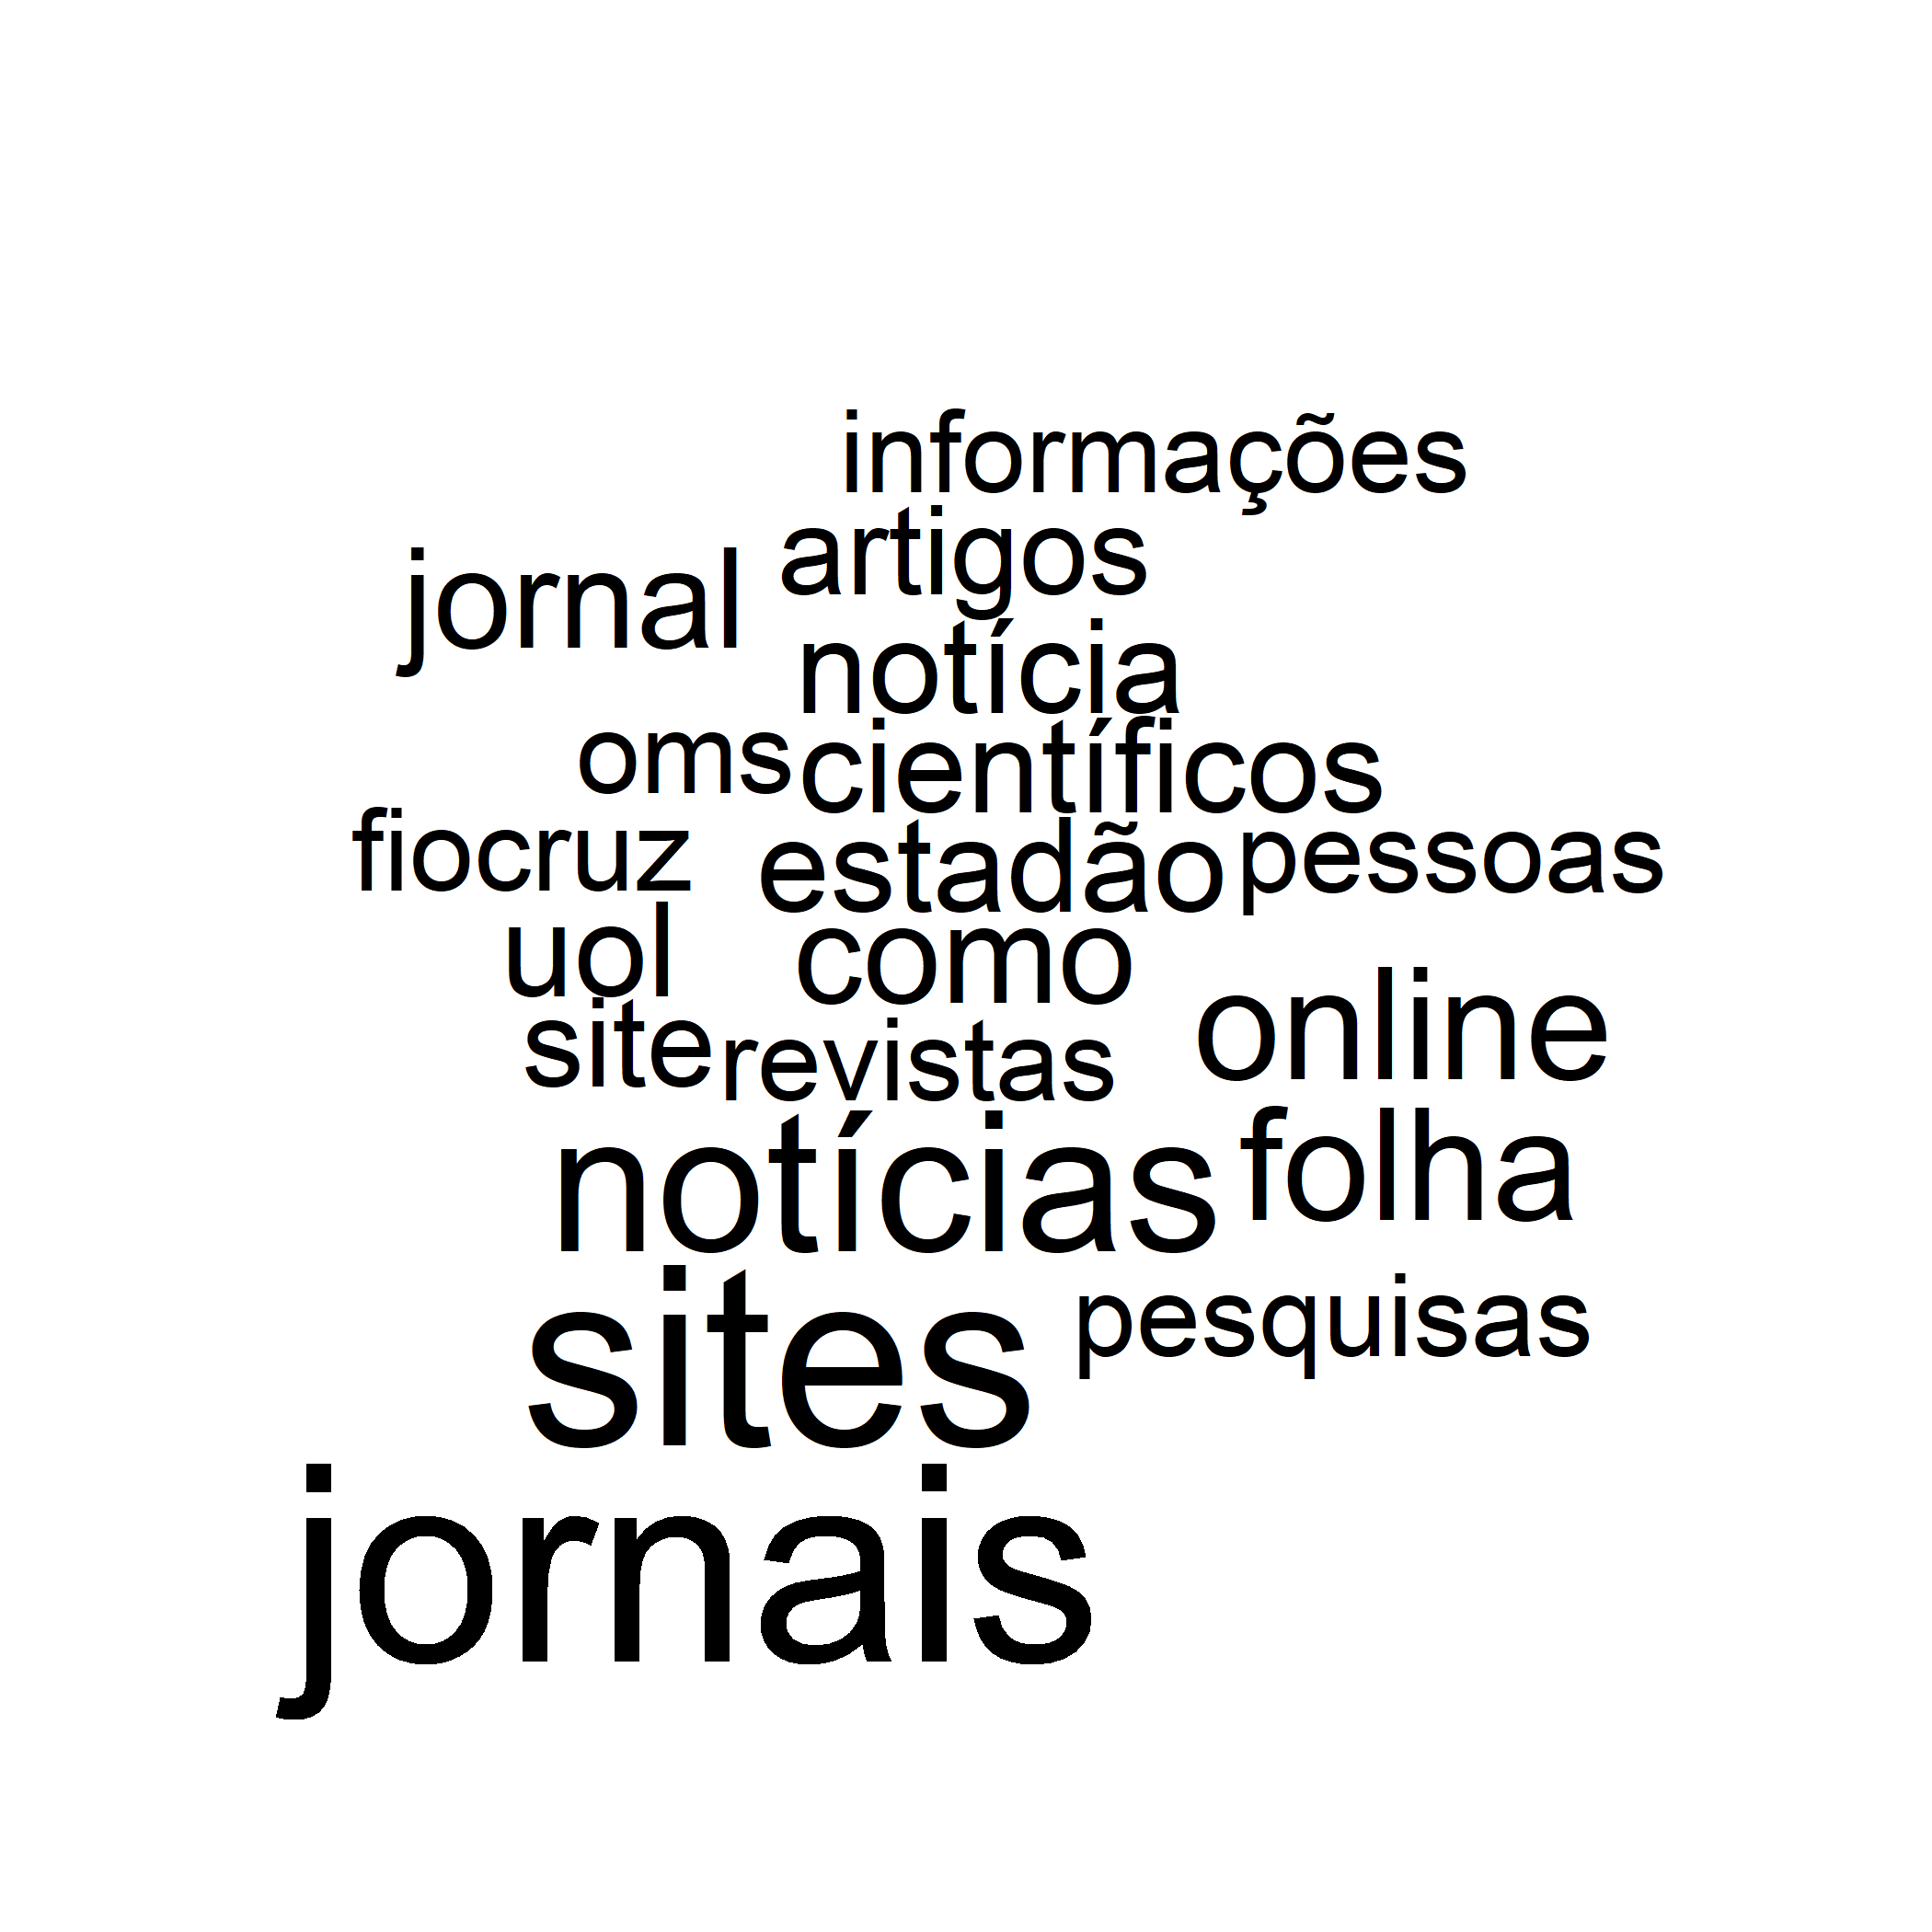 informações
artigos
jornal
notícia
oms científicos
fiocruz estadão pessoas
uol como
online
site revistas
notícias folha
sites pesquisas
jornais